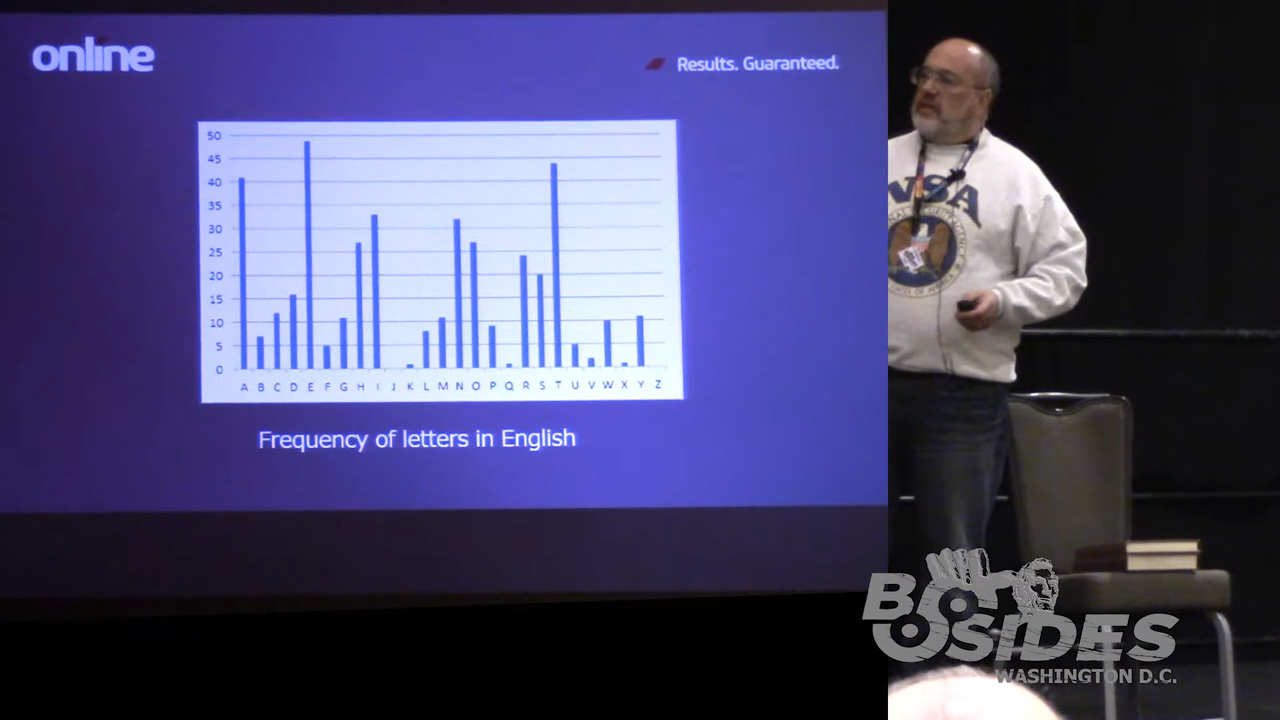 online
Results. Guaranteed.
50
45
40
35
30
25
20
15
10
5
0
A B C D E F G H I J K L M N O P Q R S T U V W X Y Z
Frequency of letters in English
NSA
BSIDES
WASHINGTON D.C.